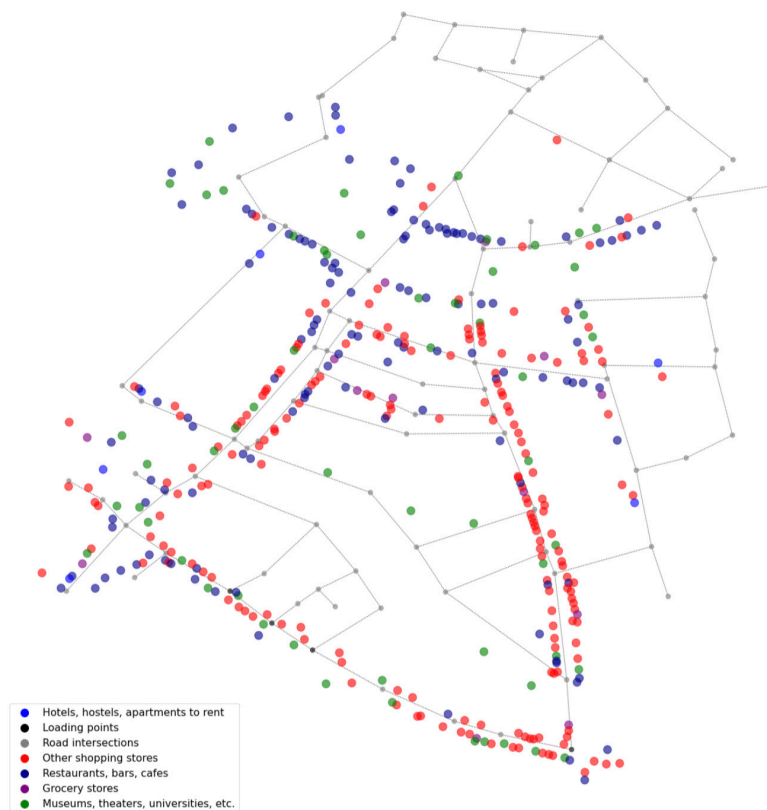 Hotels, hostels, apartments to rent
Loading points
Road intersections
Other shopping stores
Restaurants, bars, cafes
Grocery stores
Museums, theaters, universities, etc.